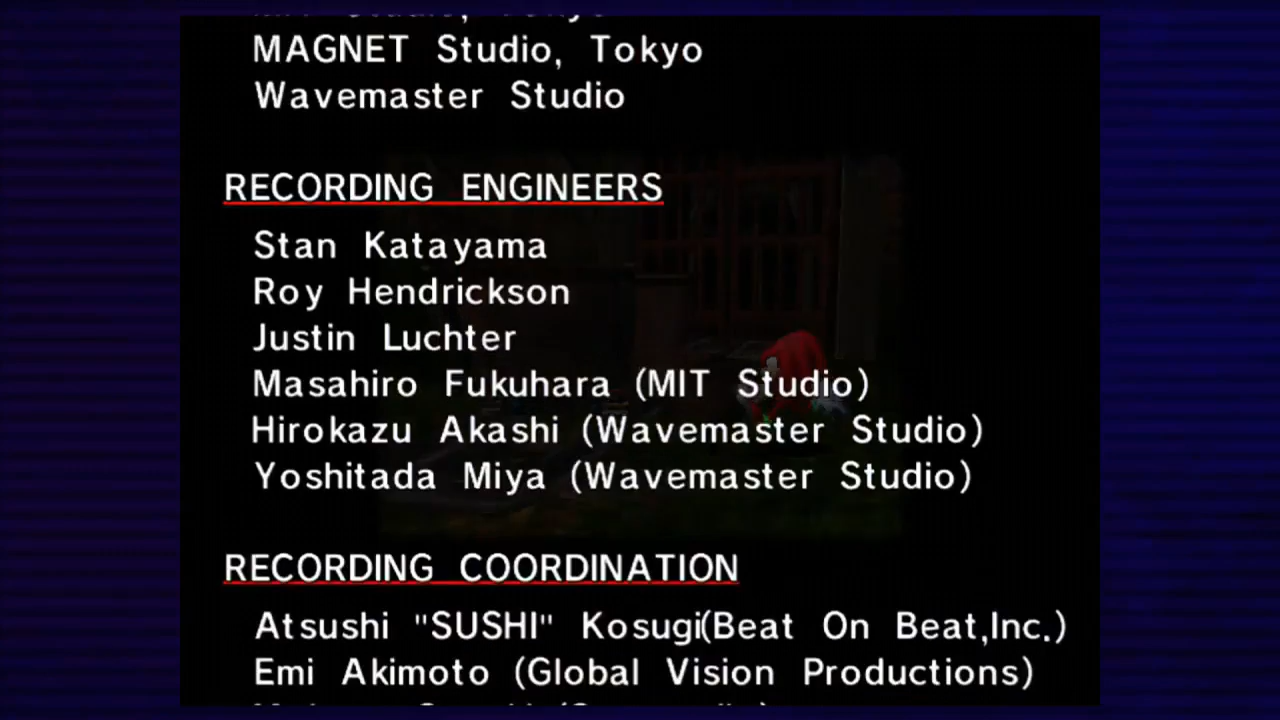 MAGNET Studio, Tokyo
Wavemaster Studio
RECORDING ENGINEERS
Stan Katayama
Roy Hendrickson
Justin Luchter
Masahiro Fukuhara (MIT Studio)
Hirokazu Akashi (Wavemaster Studio)
Yoshitada Miya (Wavemaster Studio)
RECORDING COORDINATION
Atsushi "SUSHI" Kosugi(Beat On Beat,Inc.)
Emi Akimoto (Global Vision Productions)